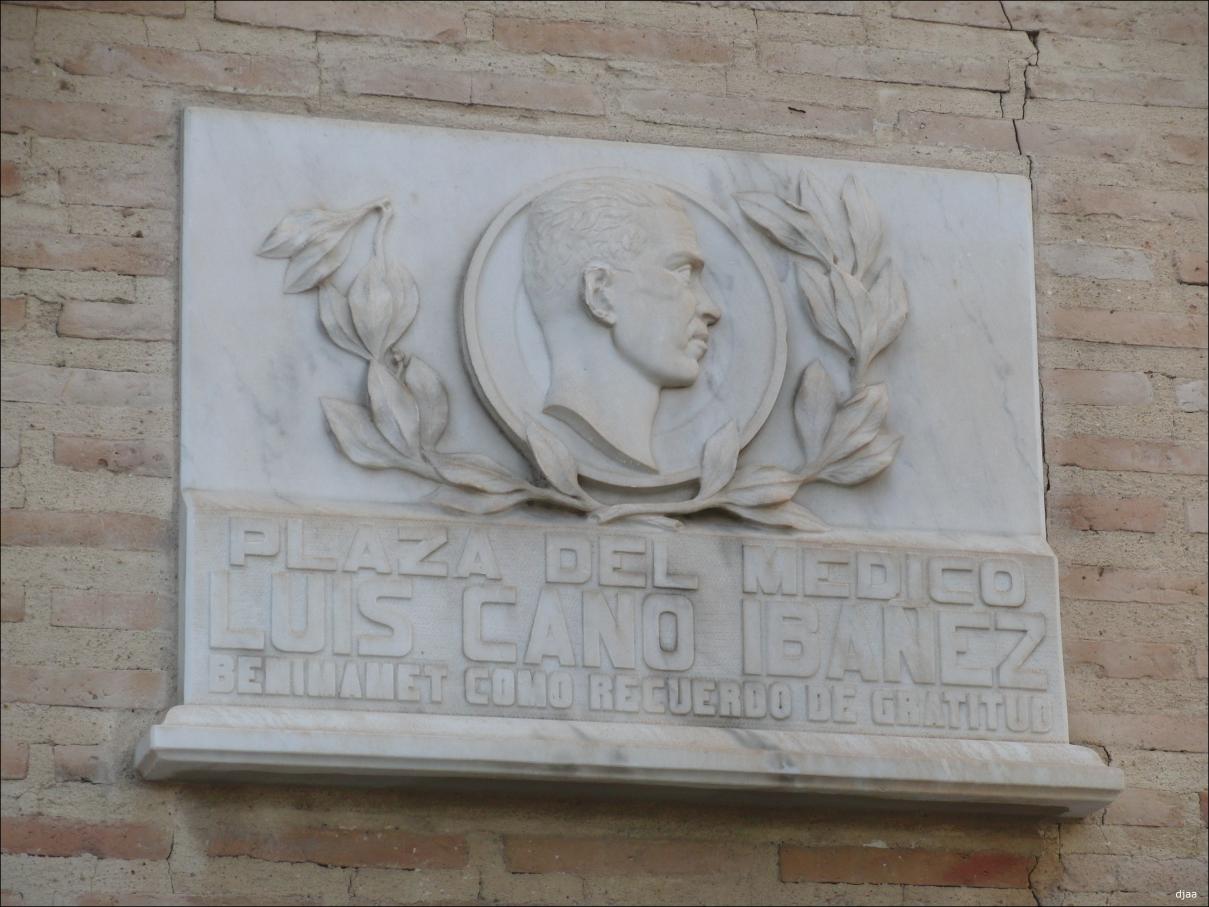 PLAZA DEL MEDICO
LUIS CANO IBAÑEZ
BENIMAMET COMO RECUERDO DE GRATITUD
djaa